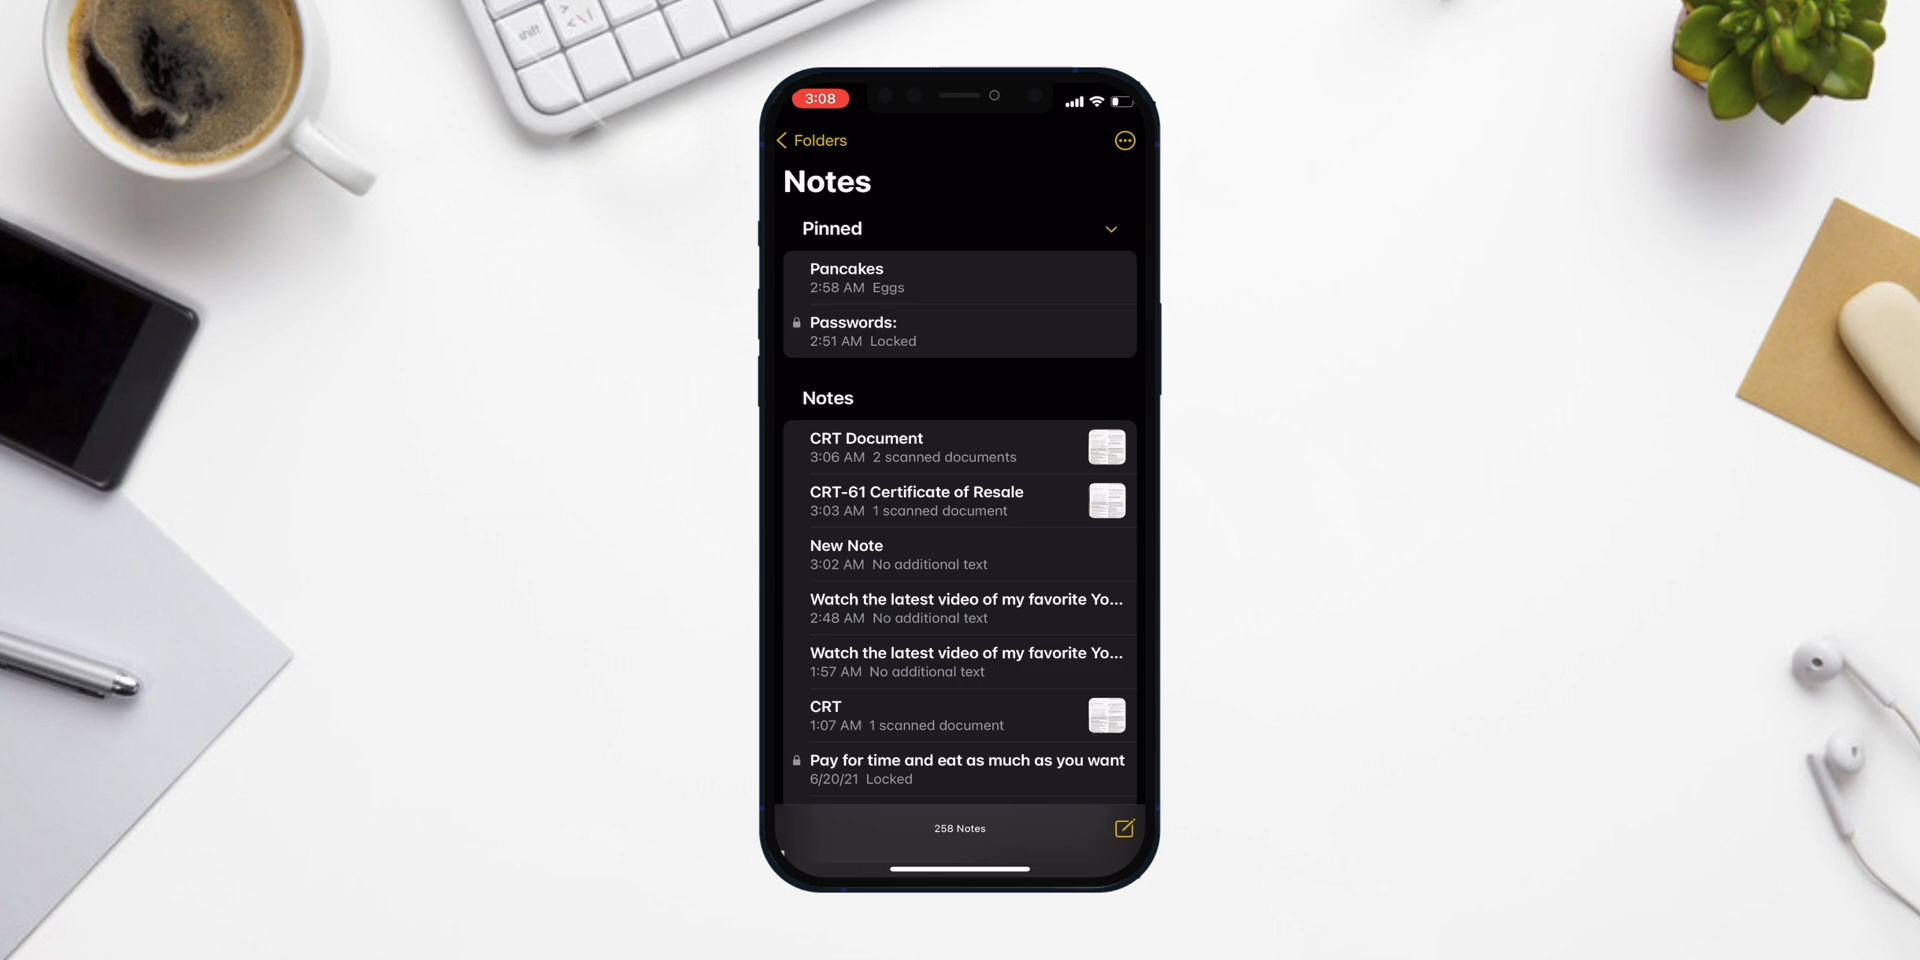 shift
3:08
Folders
Notes
Pinned
Pancakes
2:58 AM Eggs
Passwords:
2:51 AM Locked
Notes
CRT Document
3:06 AM 2 scanned documents
CRT-61 Certificate of Resale
3:03 AM 1 scanned document
New Note
3:02 AM No additional text
Watch the latest video of my favorite Yo...
2:48 AM No additional text
Watch the latest video of my favorite Yo...
1:57 AM No additional text
CRT
1:07 AM 1 scanned document
Pay for time and eat as much as you want
6/20/21 Locked
258 Notes